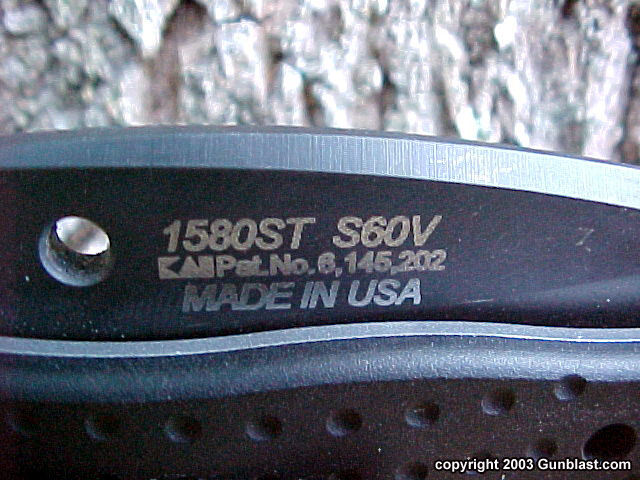 1580ST S60V
KAI Pat.No. 6,145,202
MADE IN USA
copyright 2003 Gunblast.com